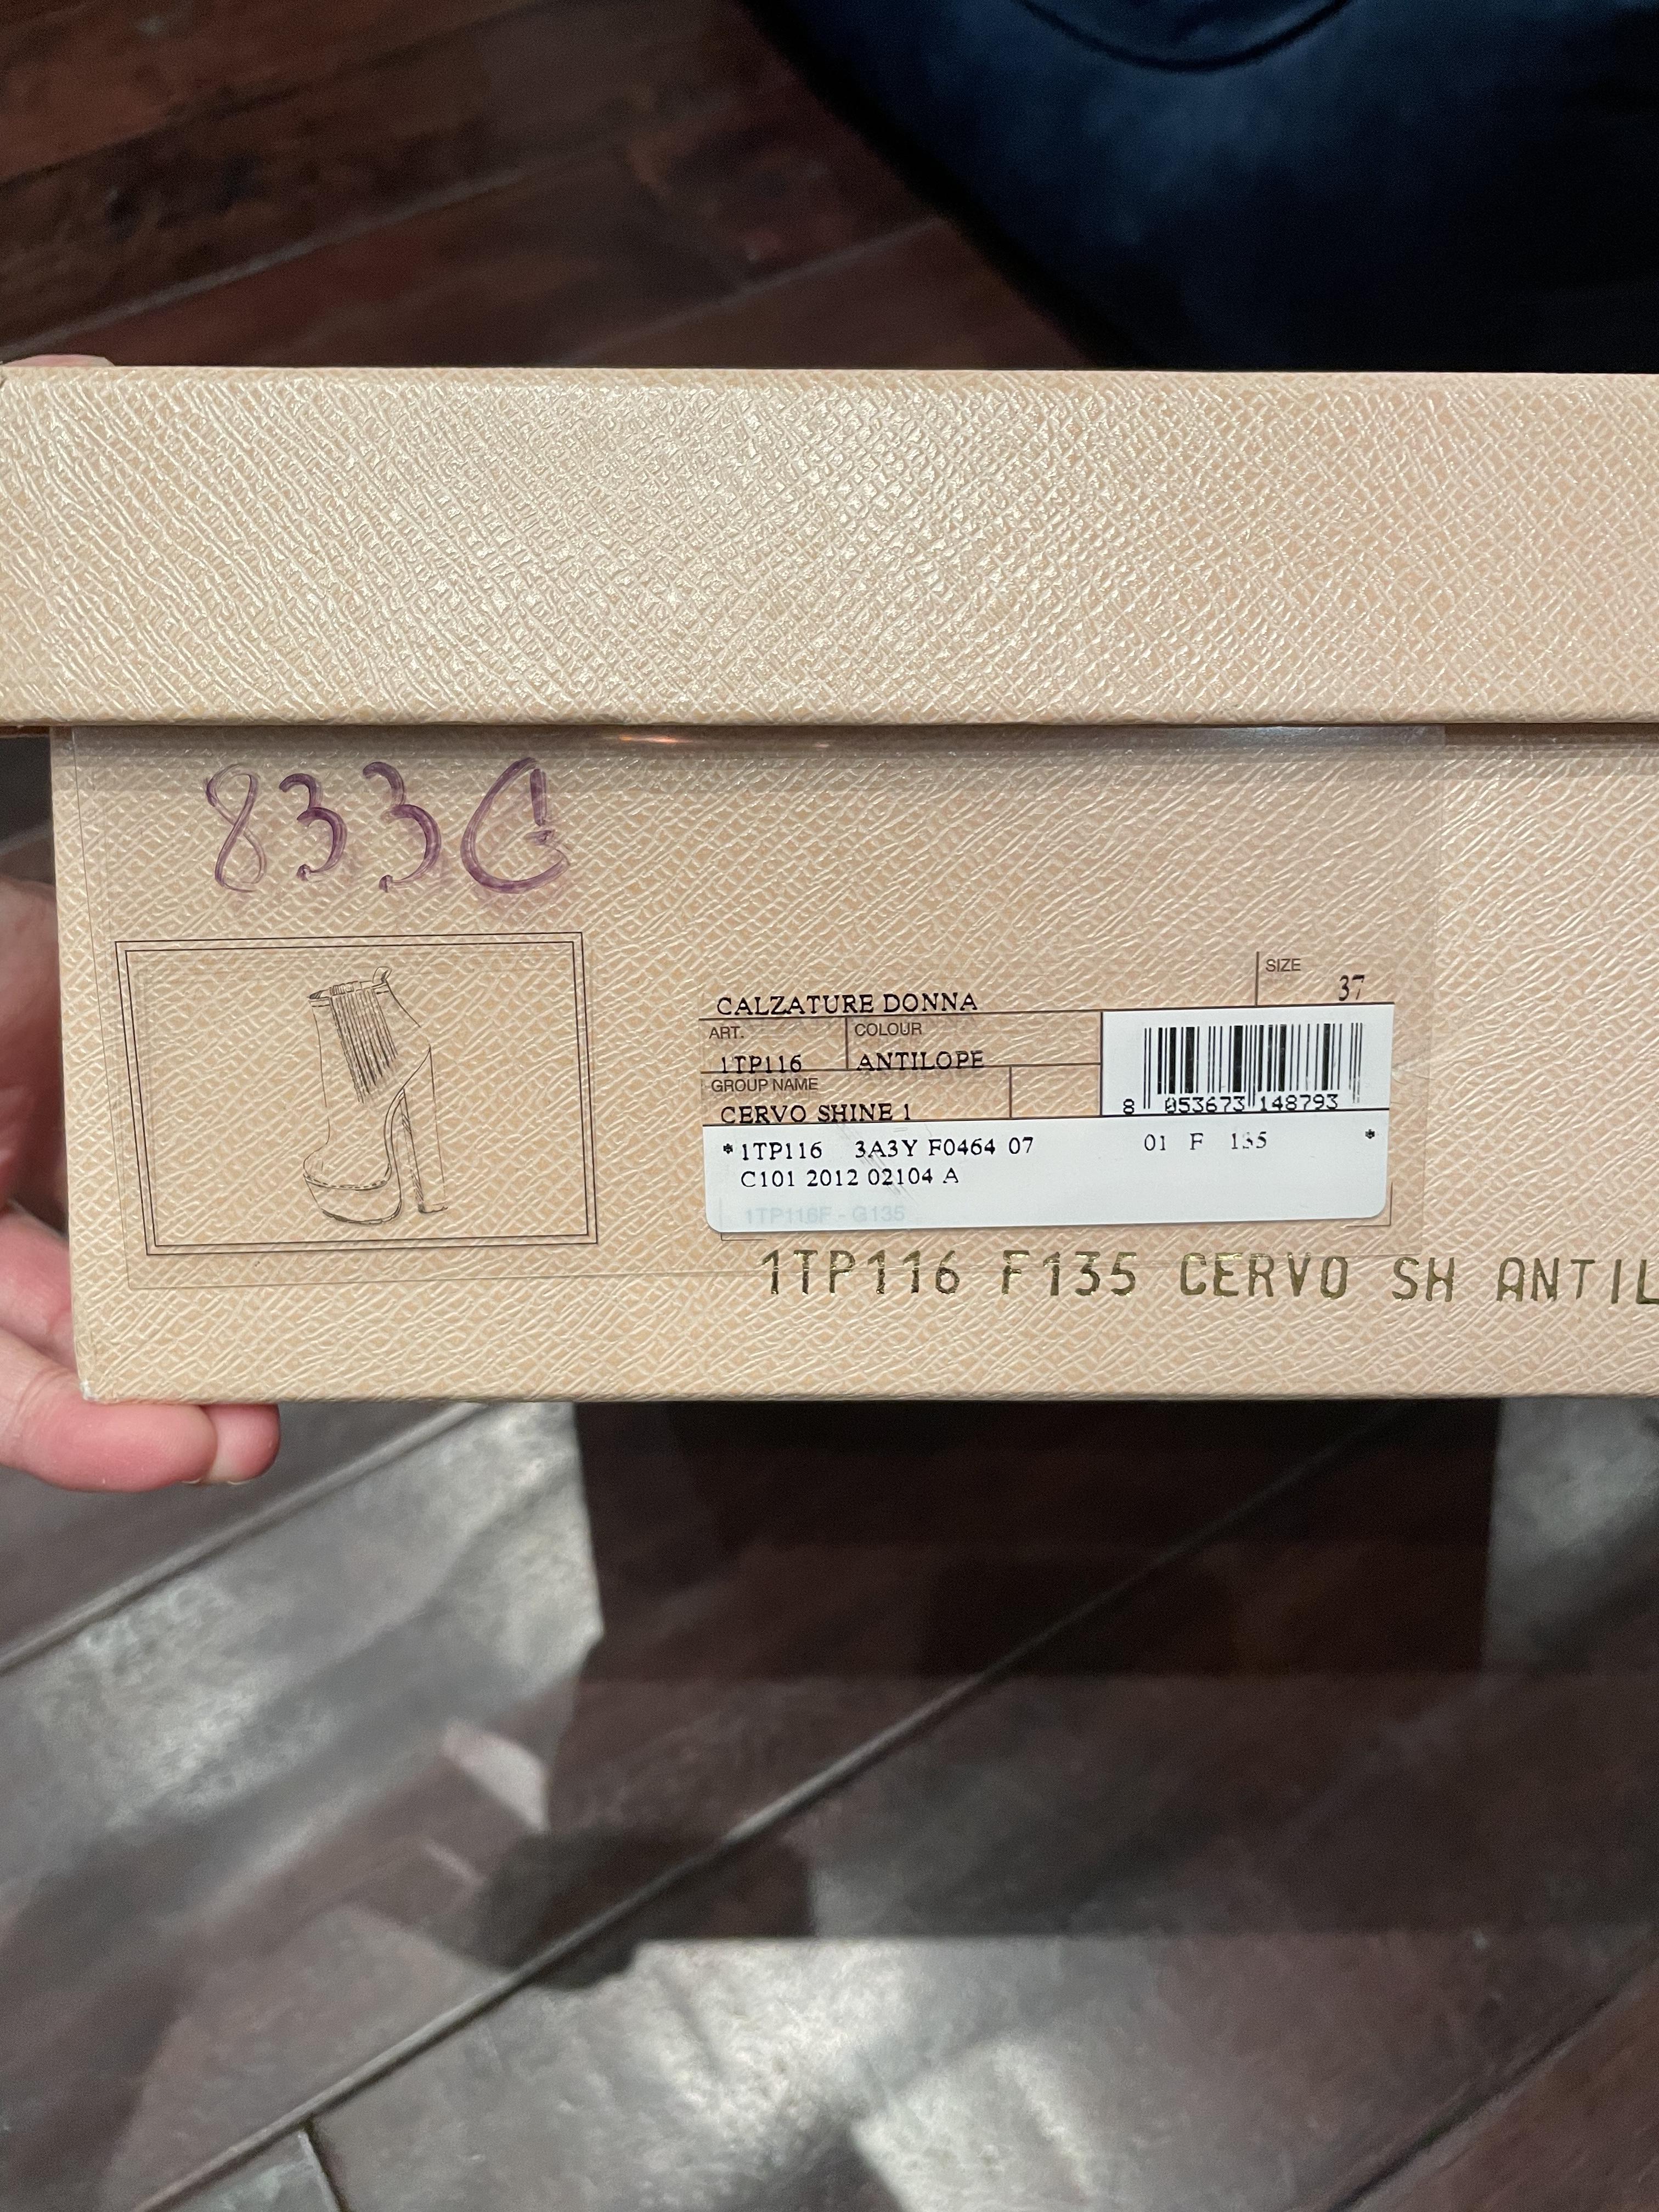 833G
SIZE
37
CALZATURE DONNA
ART. COLOUR
1TP116 ANTILOPE
GROUP NAME
CERVO SHINE 1
8 053673 148793
*1TP116 3A3Y F0464 07 01 F 135 *
C101 2012 02104 A
1TP116F - G135
1TP116 F135 CERVO SH ANTIL